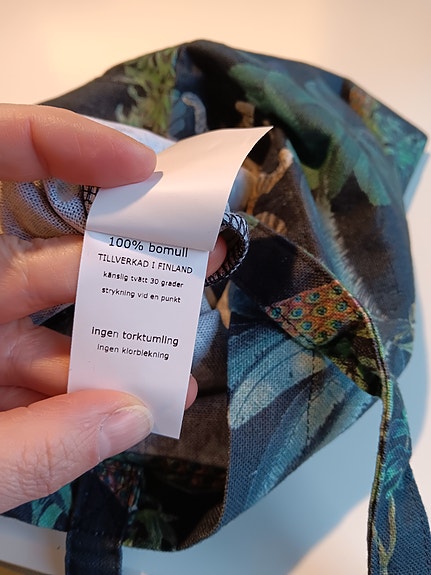 100% bomull
TILLVERKAD I FINLAND
känslig tvätt 30 grader
strykning vid en punkt
ingen torktumling
ingen klorblekning